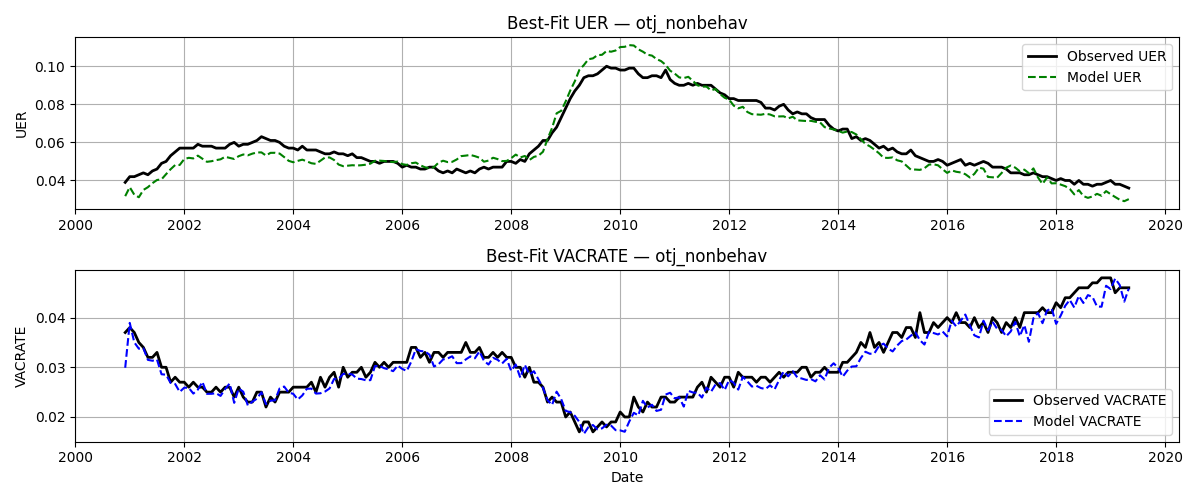 Best-Fit UER — otj_nonbehav
UER
0.10
0.08
0.06
0.04
Observed UER
Model UER
2000 2002 2004 2006 2008 2010 2012 2014 2016 2018 2020
Best-Fit VACRATE — otj_nonbehav
VACRATE
0.04
0.03
0.02
Observed VACRATE
Model VACRATE
2000 2002 2004 2006 2008 2010 2012 2014 2016 2018 2020
Date